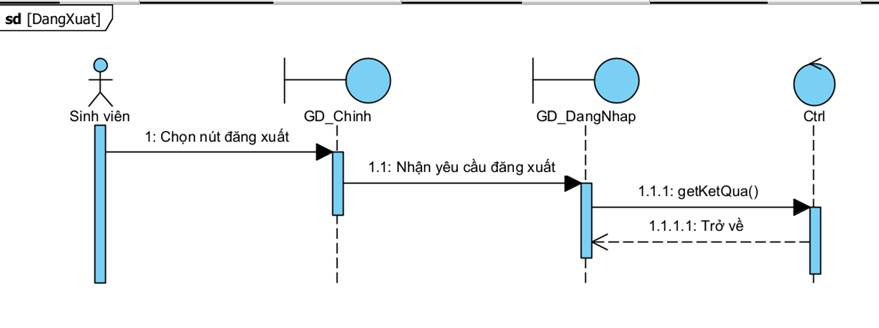 sd [DangXuat]
Sinh viên
GD_Chinh
GD_DangNhap
Ctrl
1: Chọn nút đăng xuất
1.1: Nhận yêu cầu đăng xuất
1.1.1: getKetQua()
1.1.1.1: Trở về